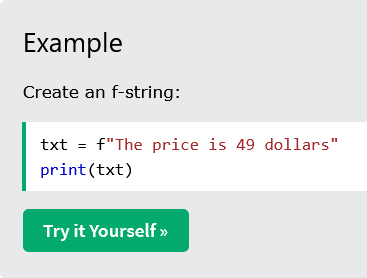 Example
Create an f-string:
txt = f"The price is 49 dollars"
print(txt)
Try it Yourself »